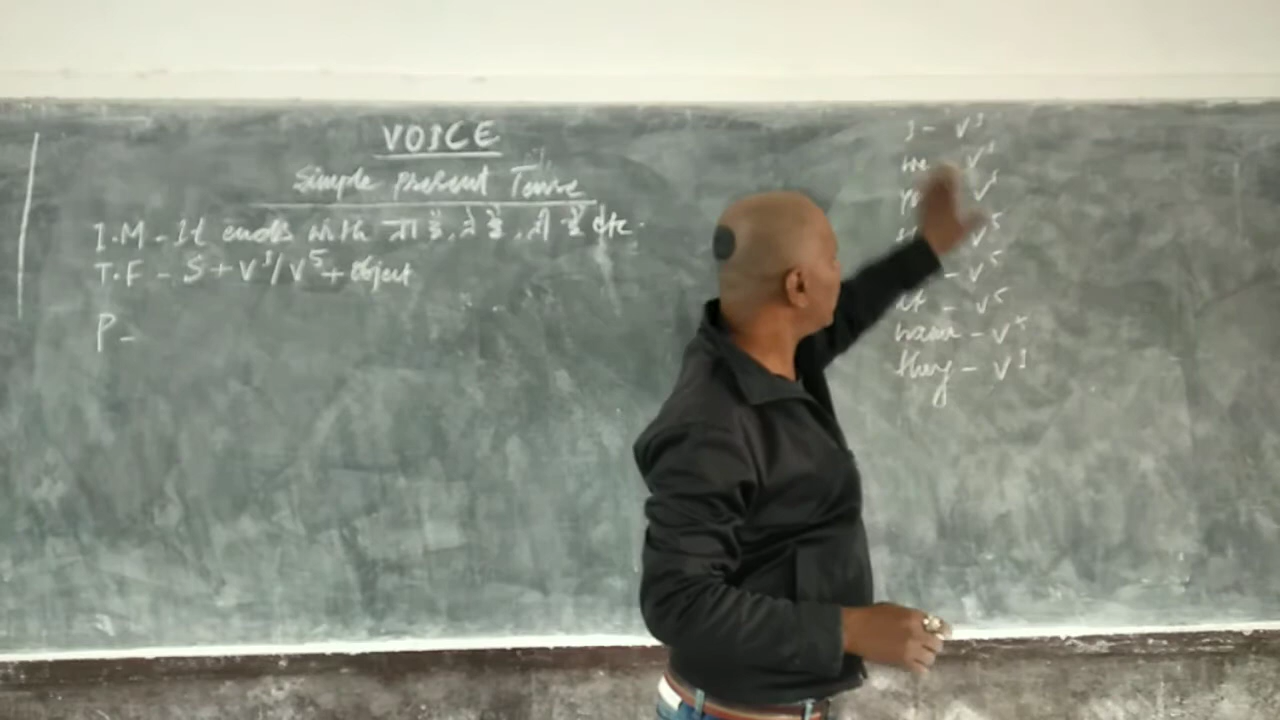 VOICE
Simple Present Tense
I.M - It ends with ता है, ते है, ती है etc.
T.F - S + V¹/V⁵ + object
P -
I - V¹
we V¹
V¹
V⁵
- V⁵
it - V⁵
name - V⁵
they - V¹